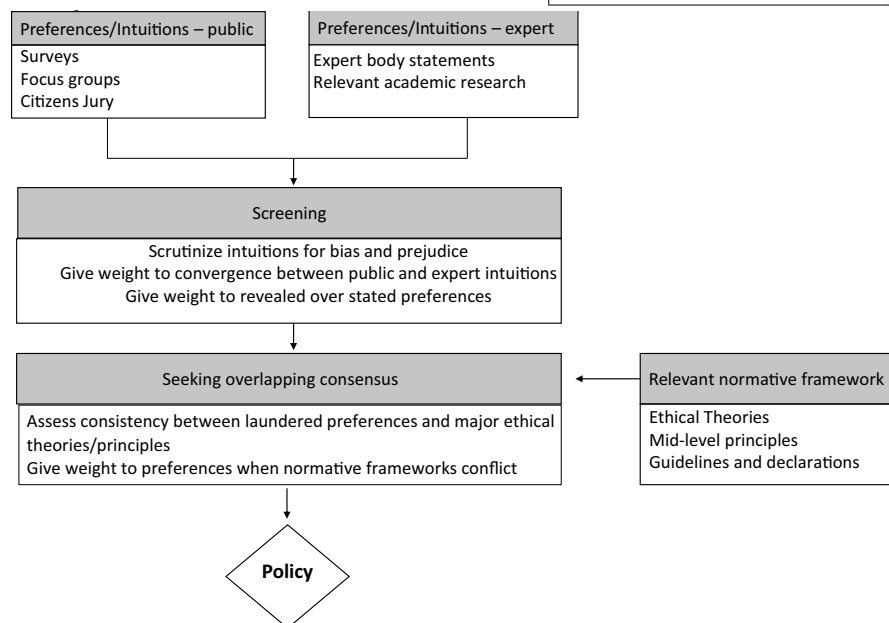 Preferences/Intuitions – public
Surveys
Focus groups
Citizens Jury
Preferences/Intuitions – expert
Expert body statements
Relevant academic research
Screening
Scrutinize intuitions for bias and prejudice
Give weight to convergence between public and expert intuitions
Give weight to revealed over stated preferences
Seeking overlapping consensus
Assess consistency between laundered preferences and major ethical
theories/principles
Give weight to preferences when normative frameworks conflict
Relevant normative framework
Ethical Theories
Mid-level principles
Guidelines and declarations
Policy